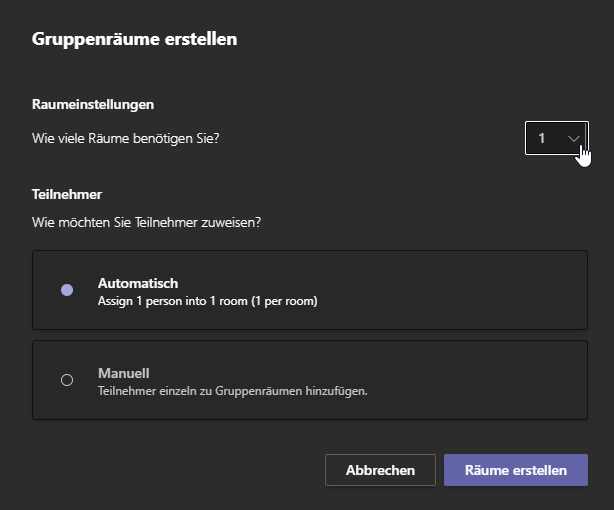 Gruppenräume erstellen
Raumeinstellungen
Wie viele Räume benötigen Sie?
1
Teilnehmer
Wie möchten Sie Teilnehmer zuweisen?
Automatisch
Assign 1 person into 1 room (1 per room)
Manuell
Teilnehmer einzeln zu Gruppenräumen hinzufügen.
Abbrechen
Räume erstellen